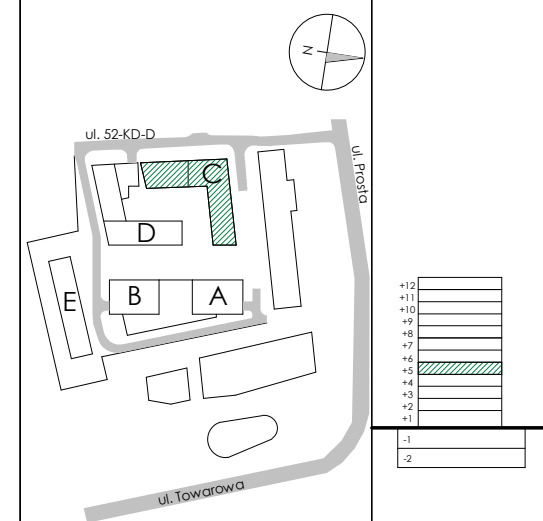 N
ul. 52-KD-D
ul. Prosta
C
D
E
B
A
ul. Towarowa
+12
+11
+10
+9
+8
+7
+6
+5
+4
+3
+2
+1
-1
-2